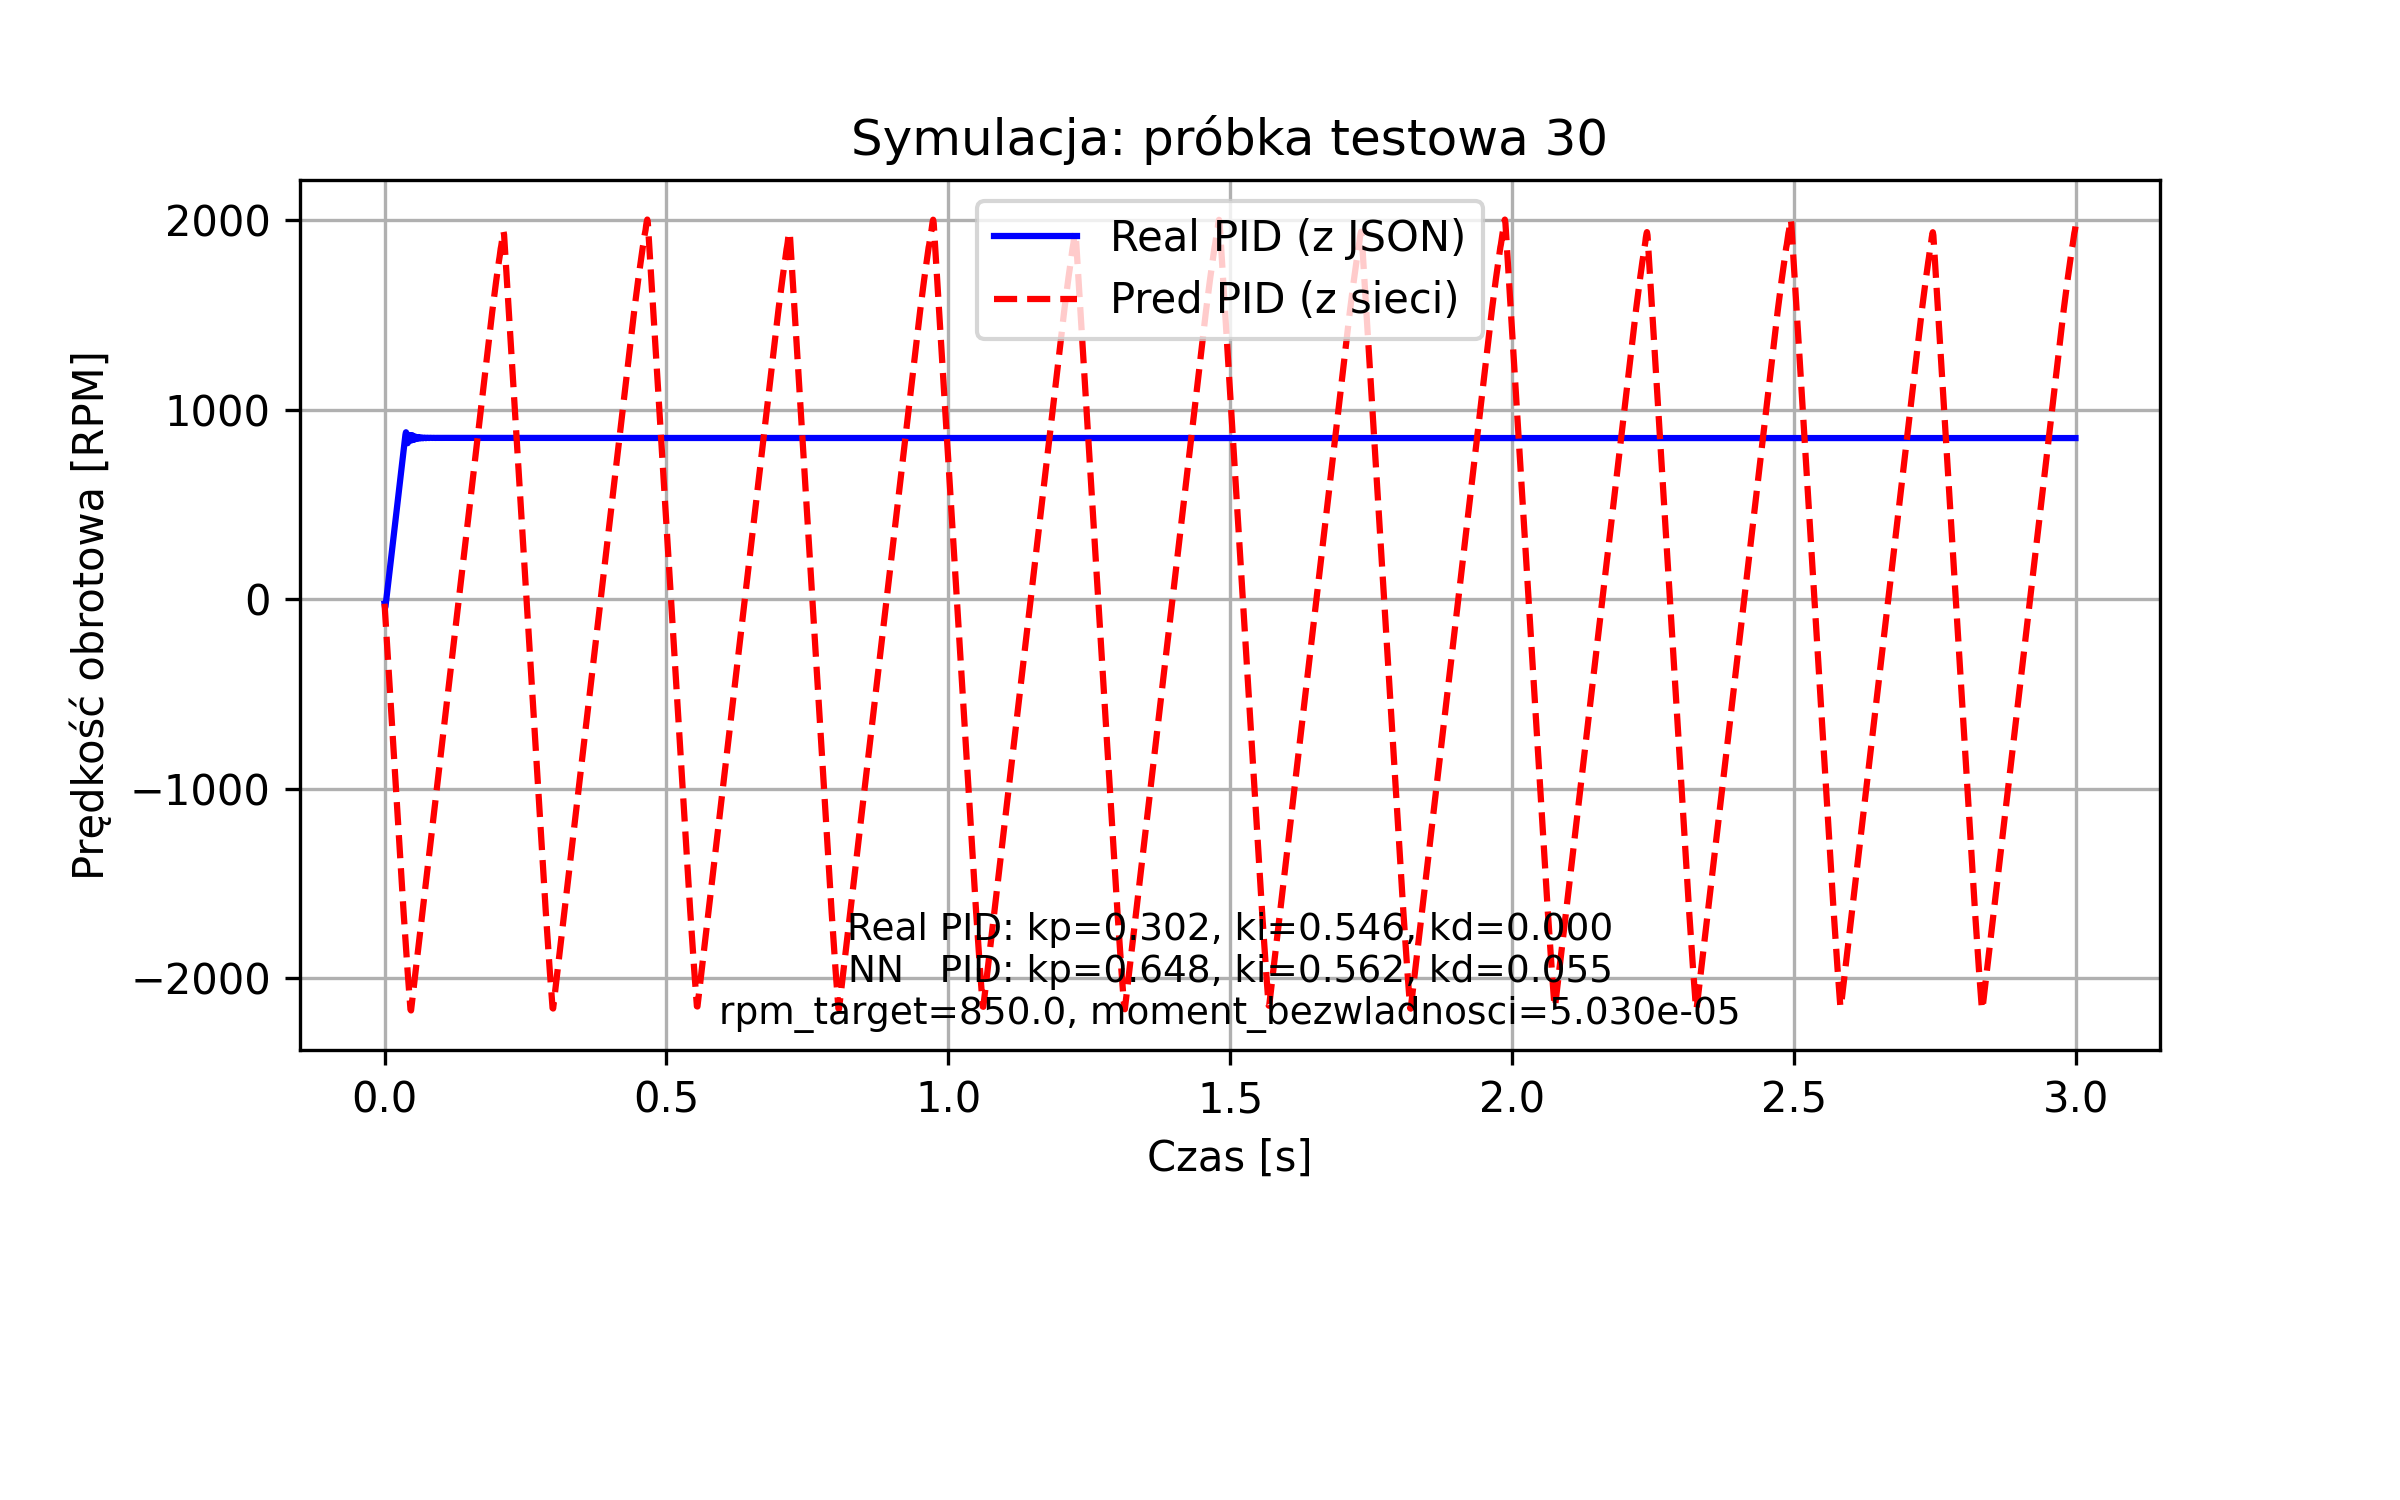 Symulacja: próbka testowa 30
2000
1000
0
−1000
−2000
Prędkość obrotowa [RPM]
Real PID (z JSON)
Pred PID (z sieci)
Real PID: kp=0.302, ki=0.546, kd=0.000
NN   PID: kp=0.648, ki=0.562, kd=0.055
rpm_target=850.0, moment_bezwladnosci=5.030e-05
0.0 0.5 1.0 1.5 2.0 2.5 3.0
Czas [s]